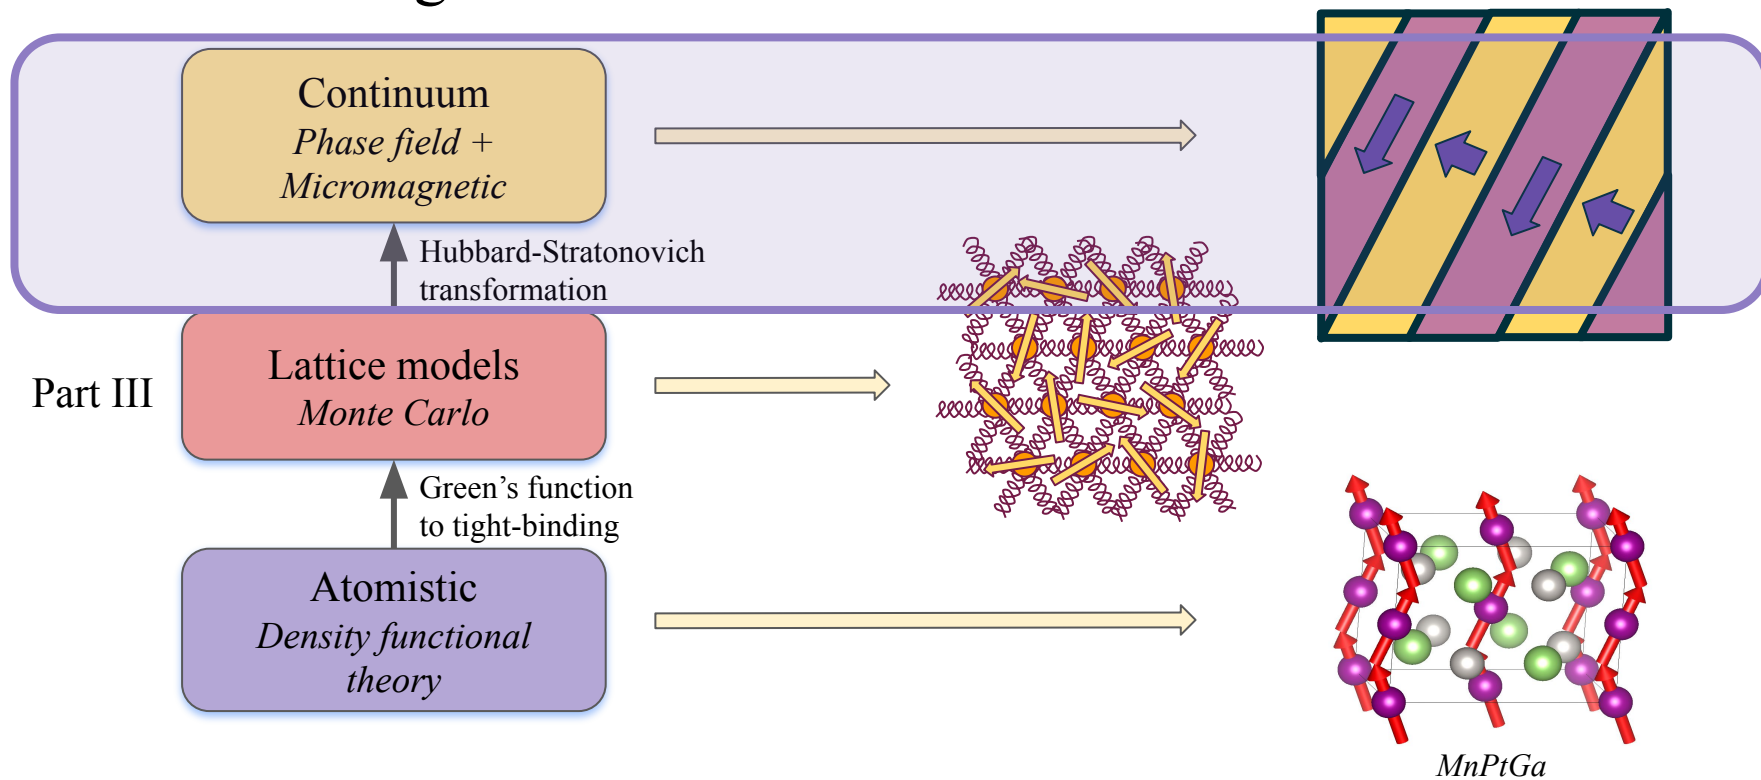 Continuum
Phase field +
Micromagnetic
Hubbard-Stratonovich
transformation
Part III
Lattice models
Monte Carlo
Green’s function
to tight-binding
Atomistic
Density functional
theory
MnPtGa